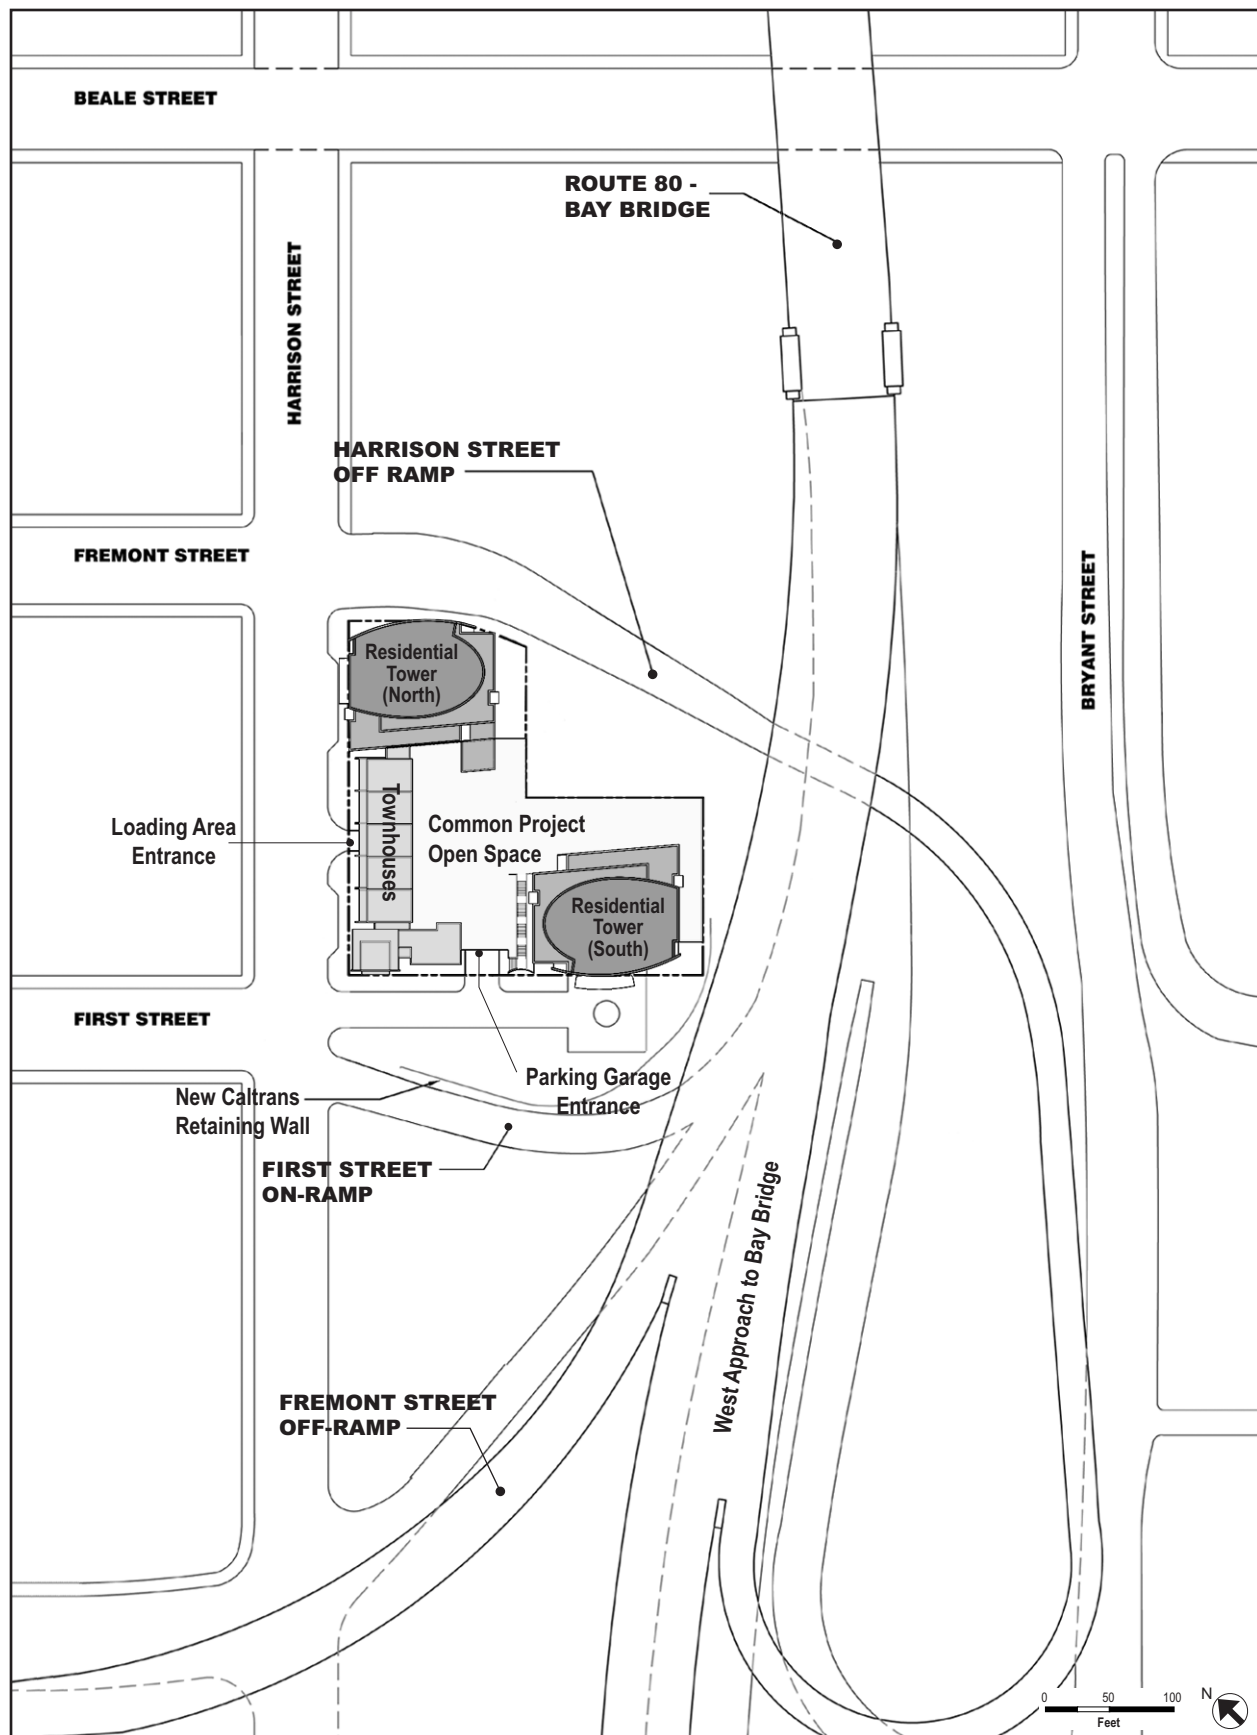 BEALE STREET
ROUTE 80 -
BAY BRIDGE
HARRISON STREET
HARRISON STREET
OFF RAMP
FREMONT STREET
BRYANT STREET
Residential
Tower
(North)
Townhouses
Loading Area
Entrance
Common Project
Open Space
Residential
Tower
(South)
FIRST STREET
New Caltrans
Retaining Wall
Parking Garage
Entrance
FIRST STREET
ON-RAMP
West Approach to Bay Bridge
FREMONT STREET
OFF-RAMP
0 50 100
Feet
N